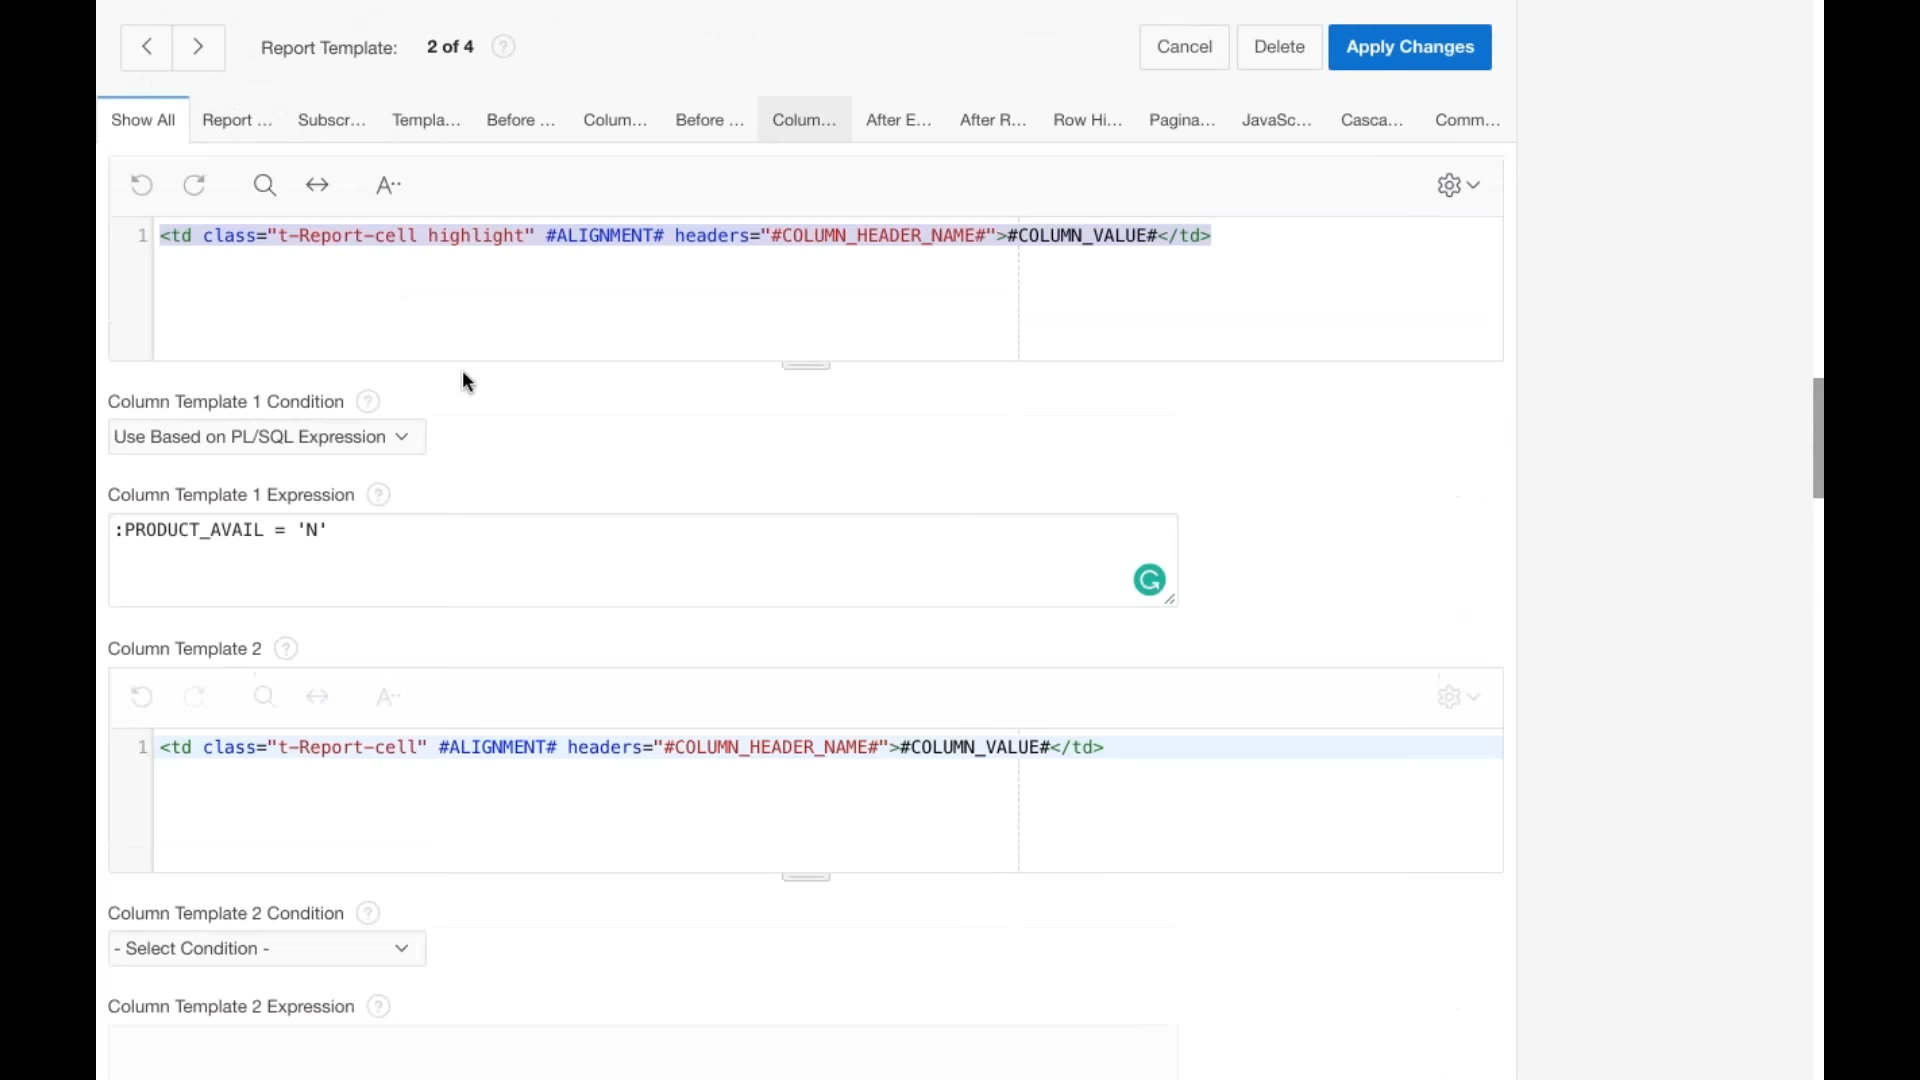 Report Template: 2 of 4 ?
Cancel Delete Apply Changes
Show All Report ... Subscr... Templa... Before ... Colum... Before ... Colum... After E... After R... Row Hi... Pagina... JavaSc... Casca... Comm...
A··
1 <td class="t-Report-cell highlight" #ALIGNMENT# headers="#COLUMN_HEADER_NAME#">#COLUMN_VALUE#</td>
Column Template 1 Condition ?
Use Based on PL/SQL Expression
Column Template 1 Expression ?
:PRODUCT_AVAIL = 'N'
G
Column Template 2 ?
A··
1 <td class="t-Report-cell" #ALIGNMENT# headers="#COLUMN_HEADER_NAME#">#COLUMN_VALUE#</td>
Column Template 2 Condition ?
- Select Condition -
Column Template 2 Expression ?